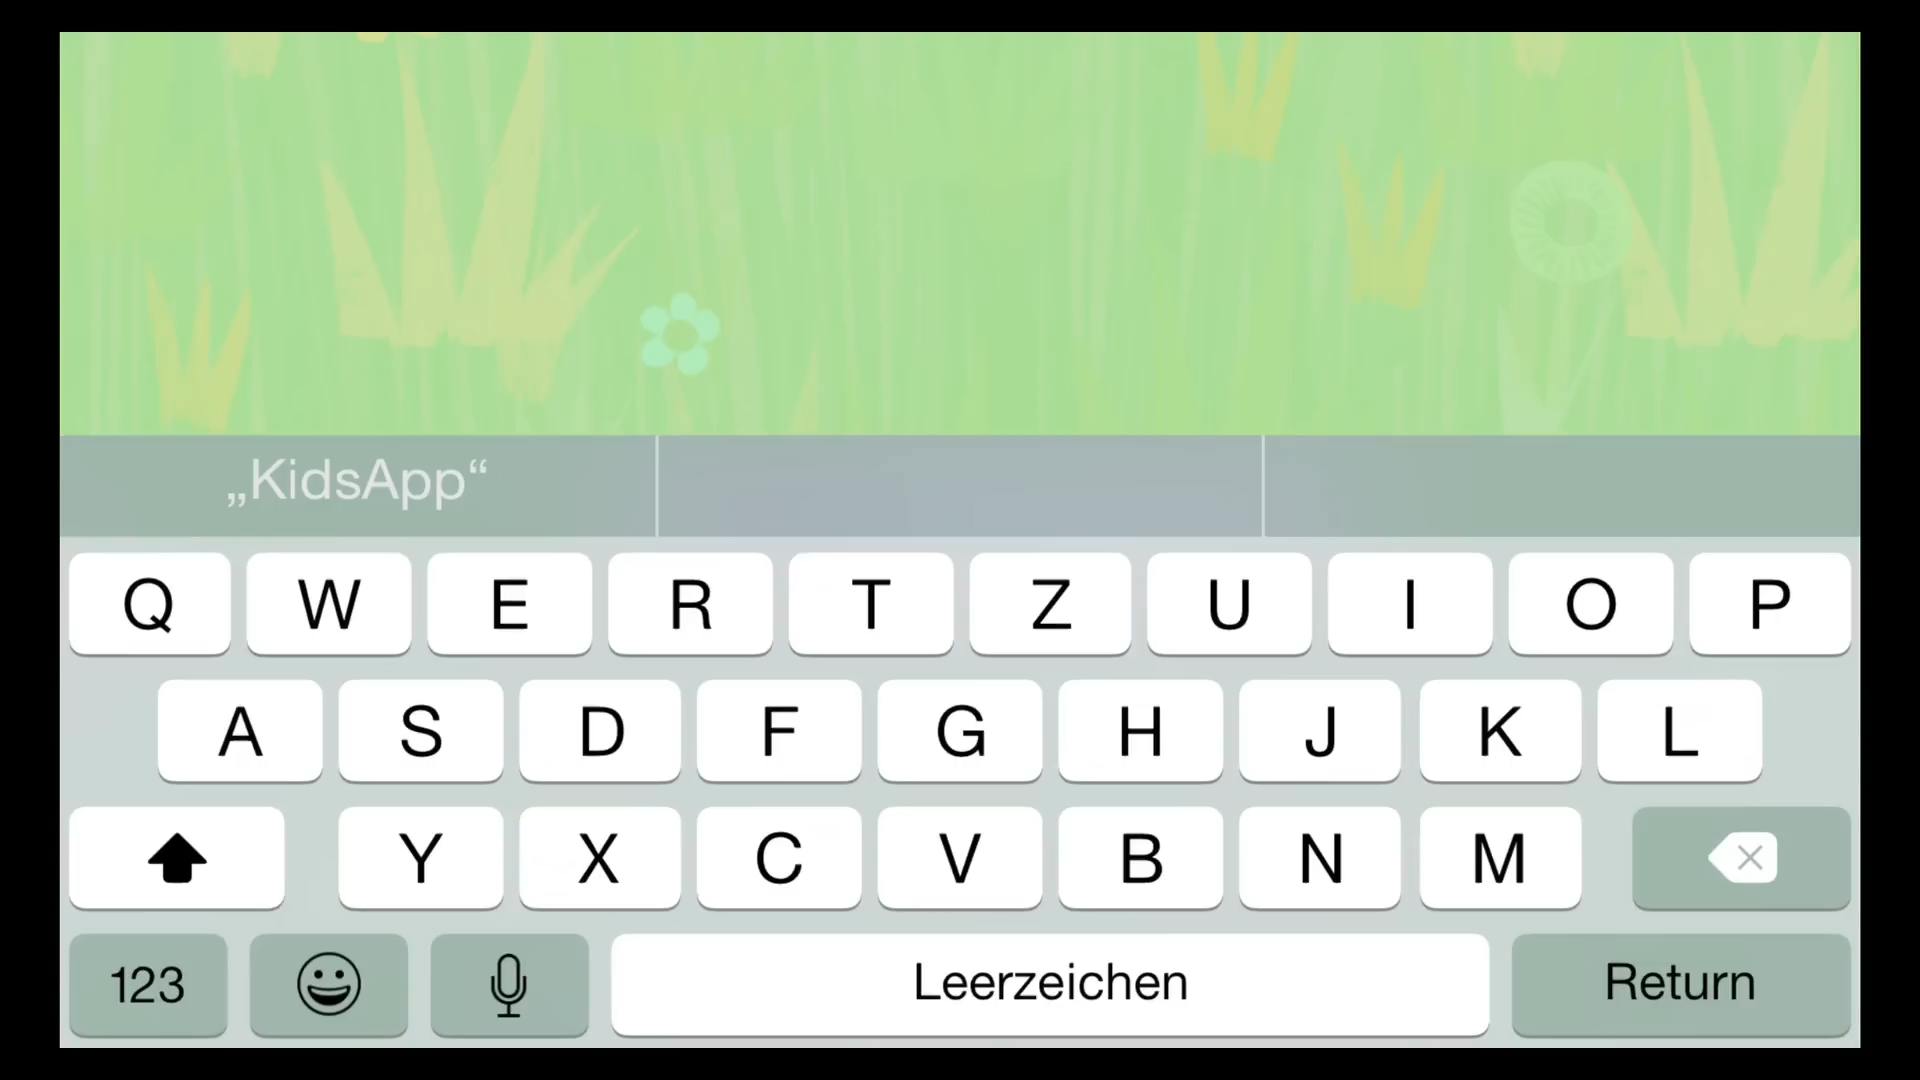 „KidsApp“
Q W E R T Z U I O P
A S D F G H J K L
Y X C V B N M
123 Leerzeichen Return